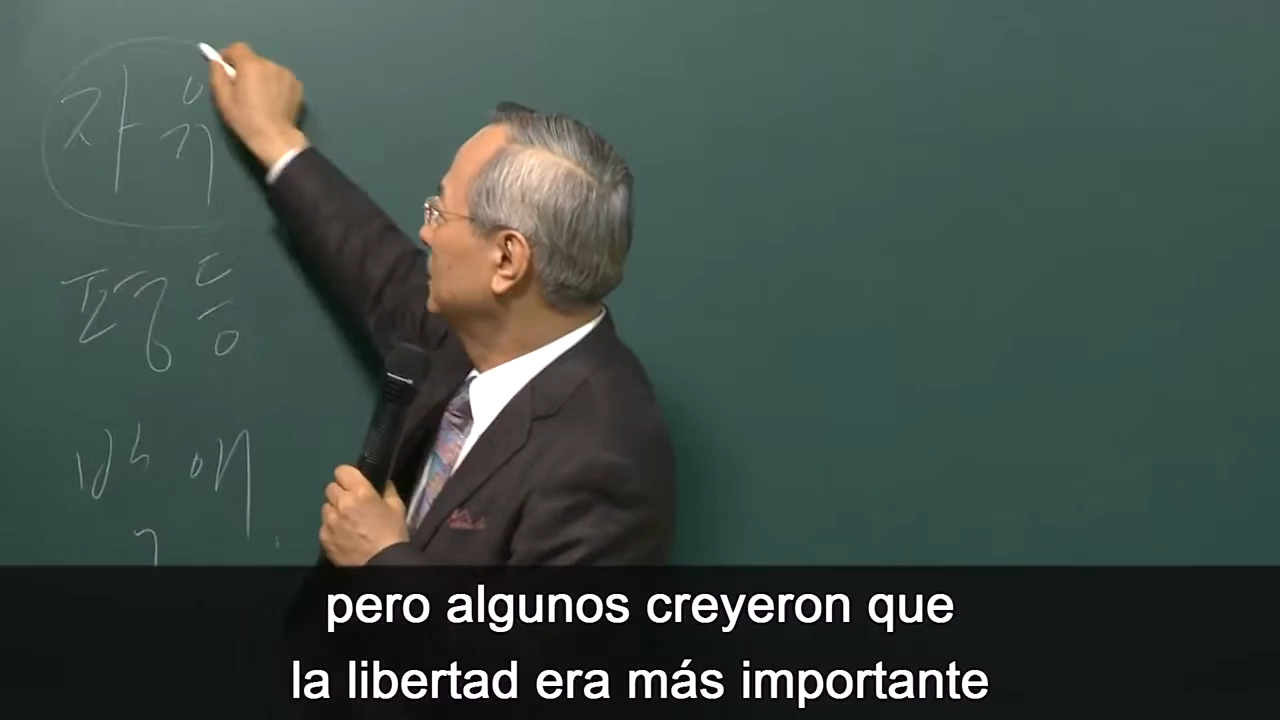 자유
평등
박애
pero algunos creyeron que
la libertad era más importante